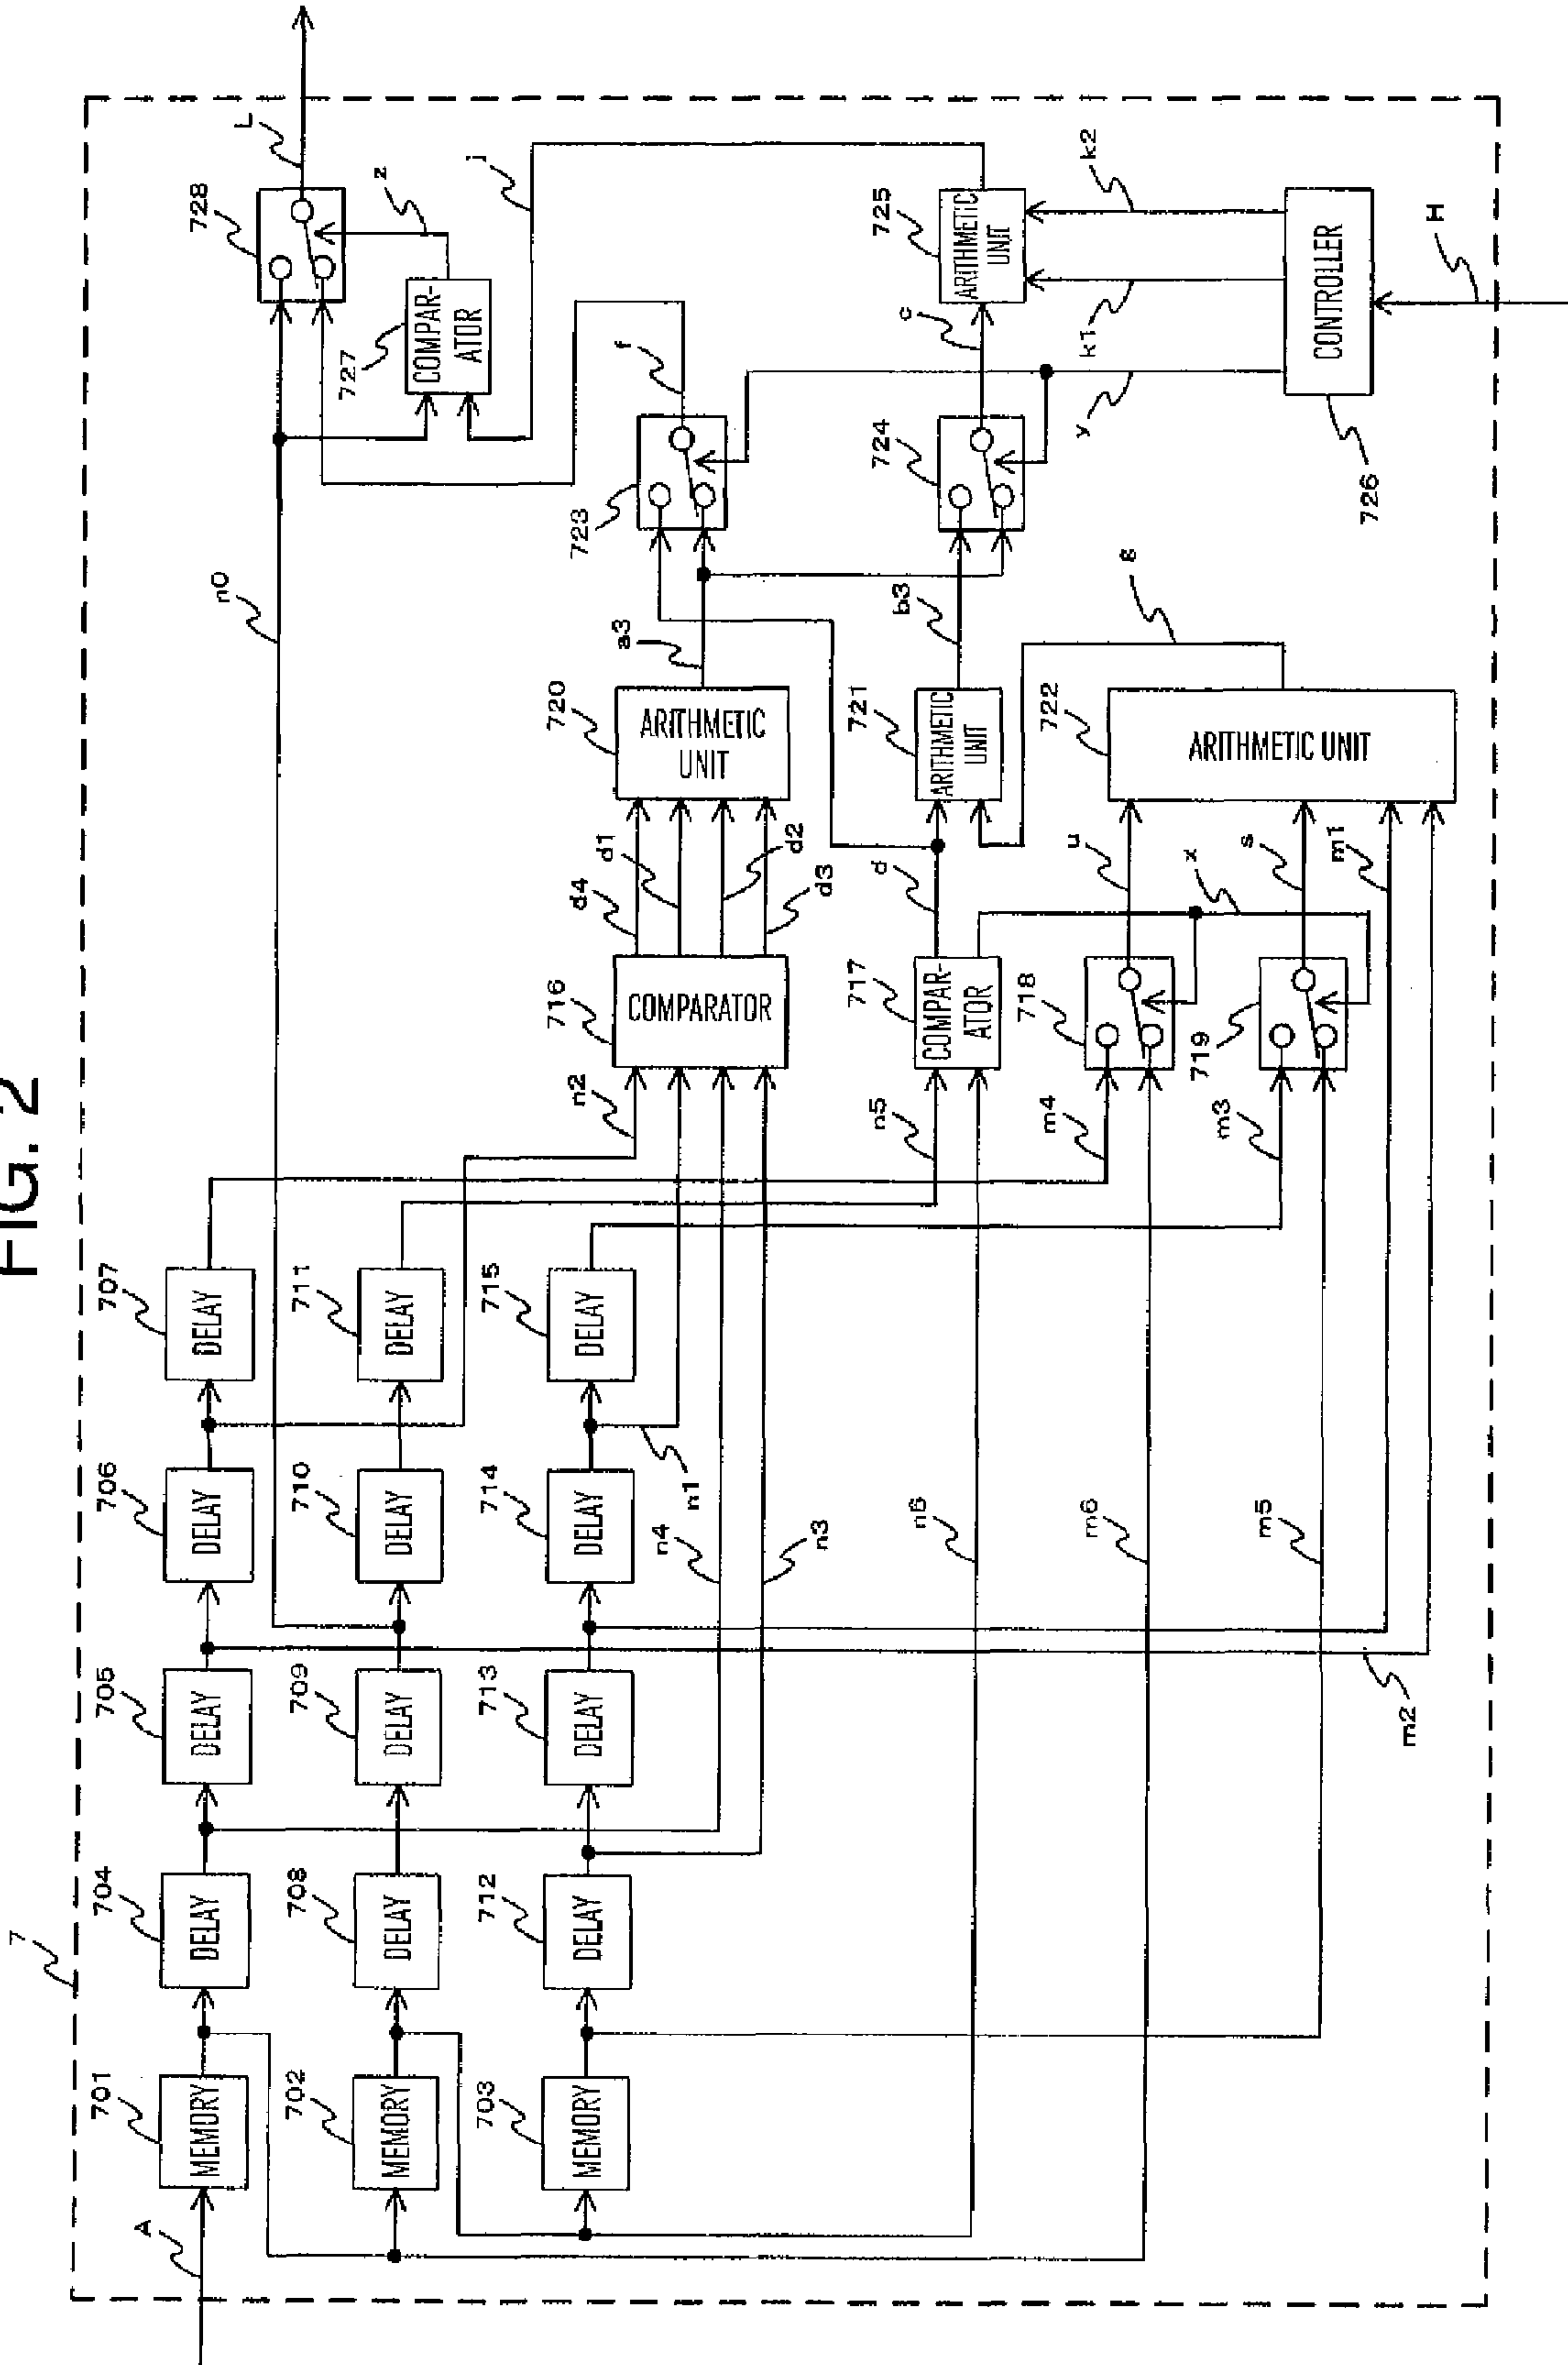 FIG. 2
7
A
701
MEMORY
702
MEMORY
703
MEMORY
704
DELAY
708
DELAY
712
DELAY
705
DELAY
709
DELAY
713
DELAY
706
DELAY
710
DELAY
714
DELAY
707
DELAY
711
DELAY
715
DELAY
n0
n1
n2
n3
n4
n5
n6
m1
m2
m3
m4
m5
m6
716
COMPARATOR
717
COMPAR-
ATOR
718
719
d4
d1
d2
d3
d
u
s
x
720
ARITHMETIC
UNIT
721
ARITHMETIC
UNIT
722
ARITHMETIC UNIT
a3
b3
g
723
724
f
c
y
k1
k2
725
ARITHMETIC
UNIT
726
CONTROLLER
H
727
COMPAR-
ATOR
728
z
j
L